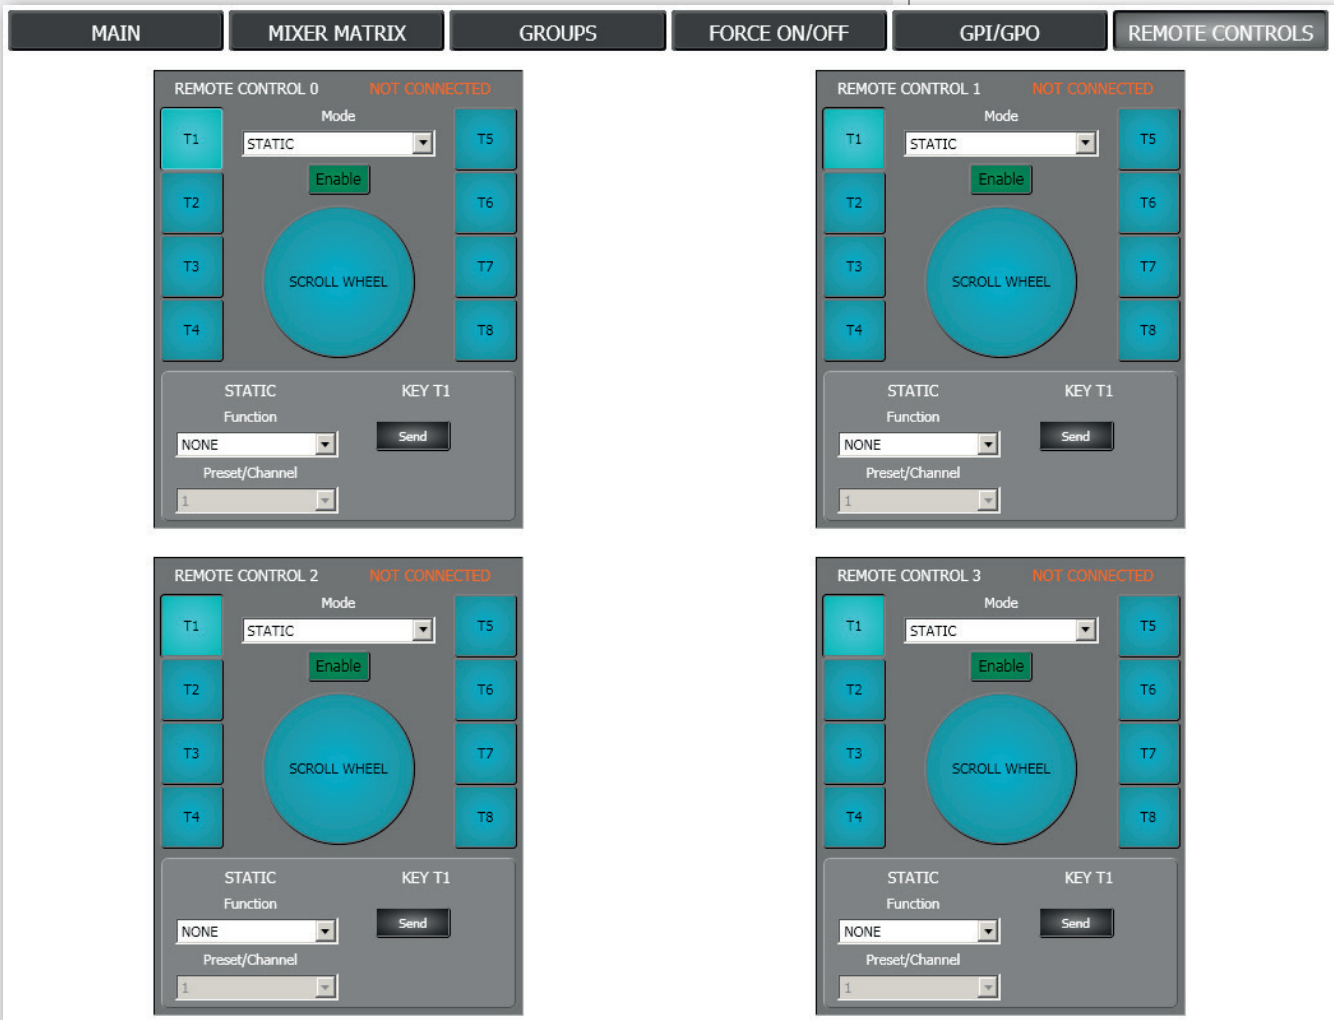 MAIN MIXER MATRIX GROUPS FORCE ON/OFF GPI/GPO REMOTE CONTROLS
REMOTE CONTROL 0 NOT CONNECTED
Mode
T1 STATIC T5
Enable
T2 T6
T3 SCROLL WHEEL T7
T4 T8
STATIC KEY T1
Function
NONE Send
Preset/Channel
1
REMOTE CONTROL 1 NOT CONNECTED
Mode
T1 STATIC T5
Enable
T2 T6
T3 SCROLL WHEEL T7
T4 T8
STATIC KEY T1
Function
NONE Send
Preset/Channel
1
REMOTE CONTROL 2 NOT CONNECTED
Mode
T1 STATIC T5
Enable
T2 T6
T3 SCROLL WHEEL T7
T4 T8
STATIC KEY T1
Function
NONE Send
Preset/Channel
1
REMOTE CONTROL 3 NOT CONNECTED
Mode
T1 STATIC T5
Enable
T2 T6
T3 SCROLL WHEEL T7
T4 T8
STATIC KEY T1
Function
NONE Send
Preset/Channel
1